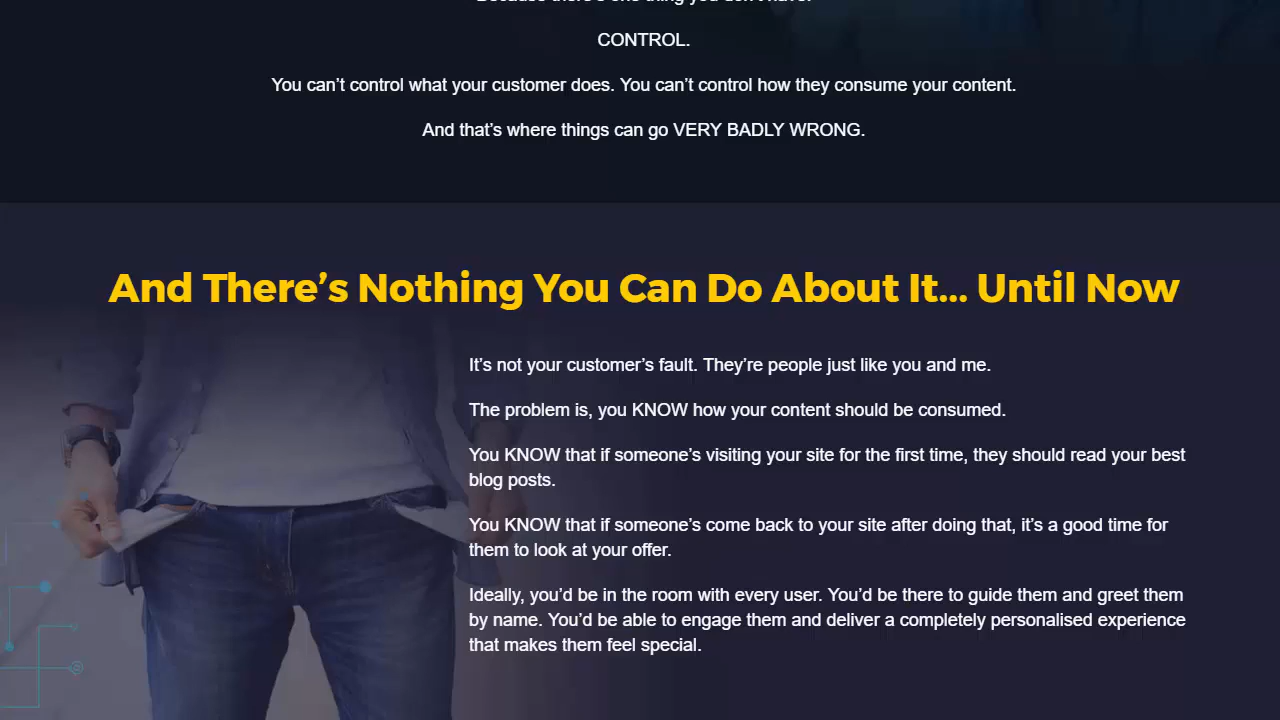 Because there's one thing you don't have.
CONTROL.
You can't control what your customer does. You can't control how they consume your content.
And that's where things can go VERY BADLY WRONG.
And There's Nothing You Can Do About It... Until Now
It's not your customer's fault. They're people just like you and me.
The problem is, you KNOW how your content should be consumed.
You KNOW that if someone's visiting your site for the first time, they should read your best
blog posts.
You KNOW that if someone's come back to your site after doing that, it's a good time for
them to look at your offer.
Ideally, you'd be in the room with every user. You'd be there to guide them and greet them
by name. You'd be able to engage them and deliver a completely personalised experience
that makes them feel special.